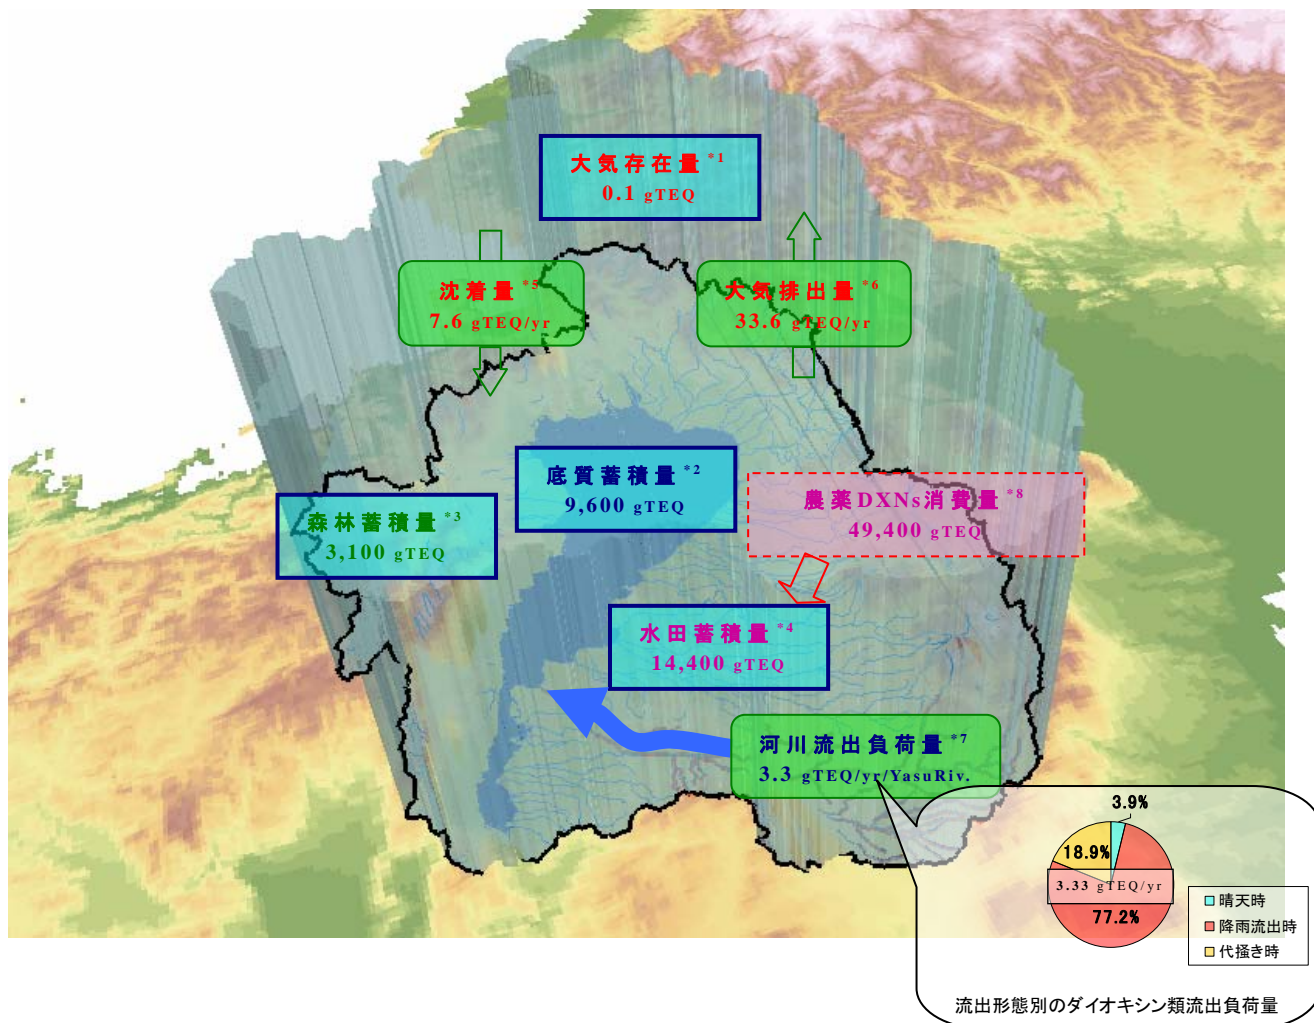 大気存在量*1
0.1 gTEQ
沈着量*5
7.6 gTEQ/yr
大気排出量*6
33.6 gTEQ/yr
底質蓄積量*2
9,600 gTEQ
農薬DXNs消費量*8
49,400 gTEQ
森林蓄積量*3
3,100 gTEQ
水田蓄積量*4
14,400 gTEQ
河川流出負荷量*7
3.3 gTEQ/yr/YasuRiv.
3.9%
18.9%
3.33 gTEQ/yr
77.2%
晴天時
降雨流出時
代掻き時
流出形態別のダイオキシン類流出負荷量